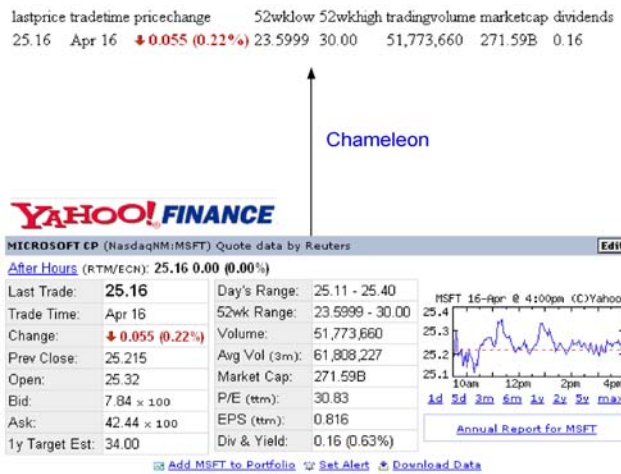 lastprice tradetime pricechange 52wklow 52wkhigh tradingvolume marketcap dividends
25.16 Apr 16 0.055 (0.22%) 23.5999 30.00 51,773,660 271.59B 0.16
Chameleon
YAHOO! FINANCE
MICROSOFT CP (NasdaqNM:MSFT) Quote data by Reuters Edit
After Hours (RTM/ECN): 25.16 0.00 (0.00%)
Last Trade: 25.16
Trade Time: Apr 16
Change: 0.055 (0.22%)
Prev Close: 25.215
Open: 25.32
Bid: 7.84 x 100
Ask: 42.44 x 100
1y Target Est: 34.00
Day's Range: 25.11 - 25.40
52wk Range: 23.5999 - 30.00
Volume: 51,773,660
Avg Vol (3m): 61,808,227
Market Cap: 271.59B
P/E (ttm): 30.83
EPS (ttm): 0.816
Div & Yield: 0.16 (0.63%)
MSFT 16-Apr @ 4:00pm (C)Yahoo
25.4
25.3
25.2
25.1
10am 12pm 2pm 4pm
1d 5d 3m 6m 1y 2y 5y max
Annual Report for MSFT
Add MSFT to Portfolio Set Alert Download Data